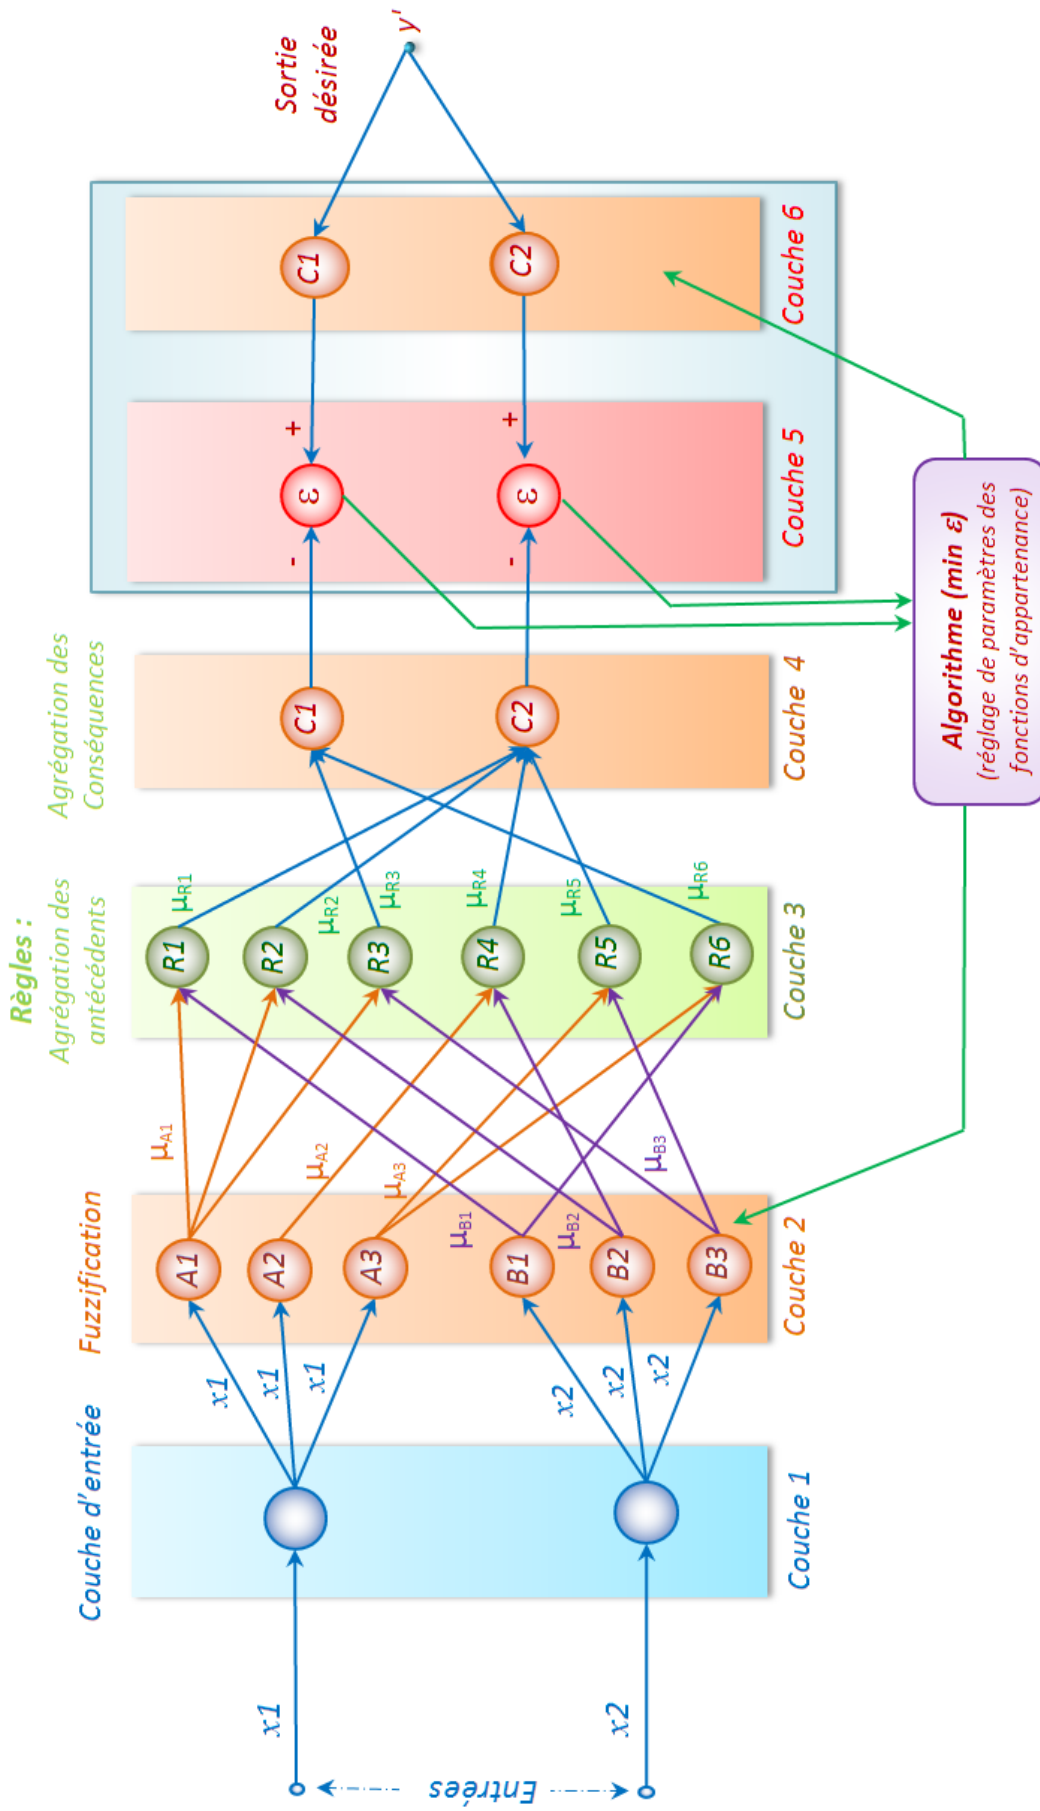 Règles :
Couche d'entrée
Fuzzification
Agrégation des
antécédents
Agrégation des
Conséquences
Sortie
désirée
y'
Entrées
x1
x2
x1
x1
x1
x2
x2
x2
A1
A2
A3
B1
B2
B3
μA1
μA2
μA3
μB1
μB2
μB3
R1
R2
R3
R4
R5
R6
μR1
μR2
μR3
μR4
μR5
μR6
C1
C2
-
-
ε
ε
+
+
C1
C2
Couche 1
Couche 2
Couche 3
Couche 4
Couche 5
Couche 6
Algorithme (min ε)
(réglage de paramètres des
fonctions d'appartenance)